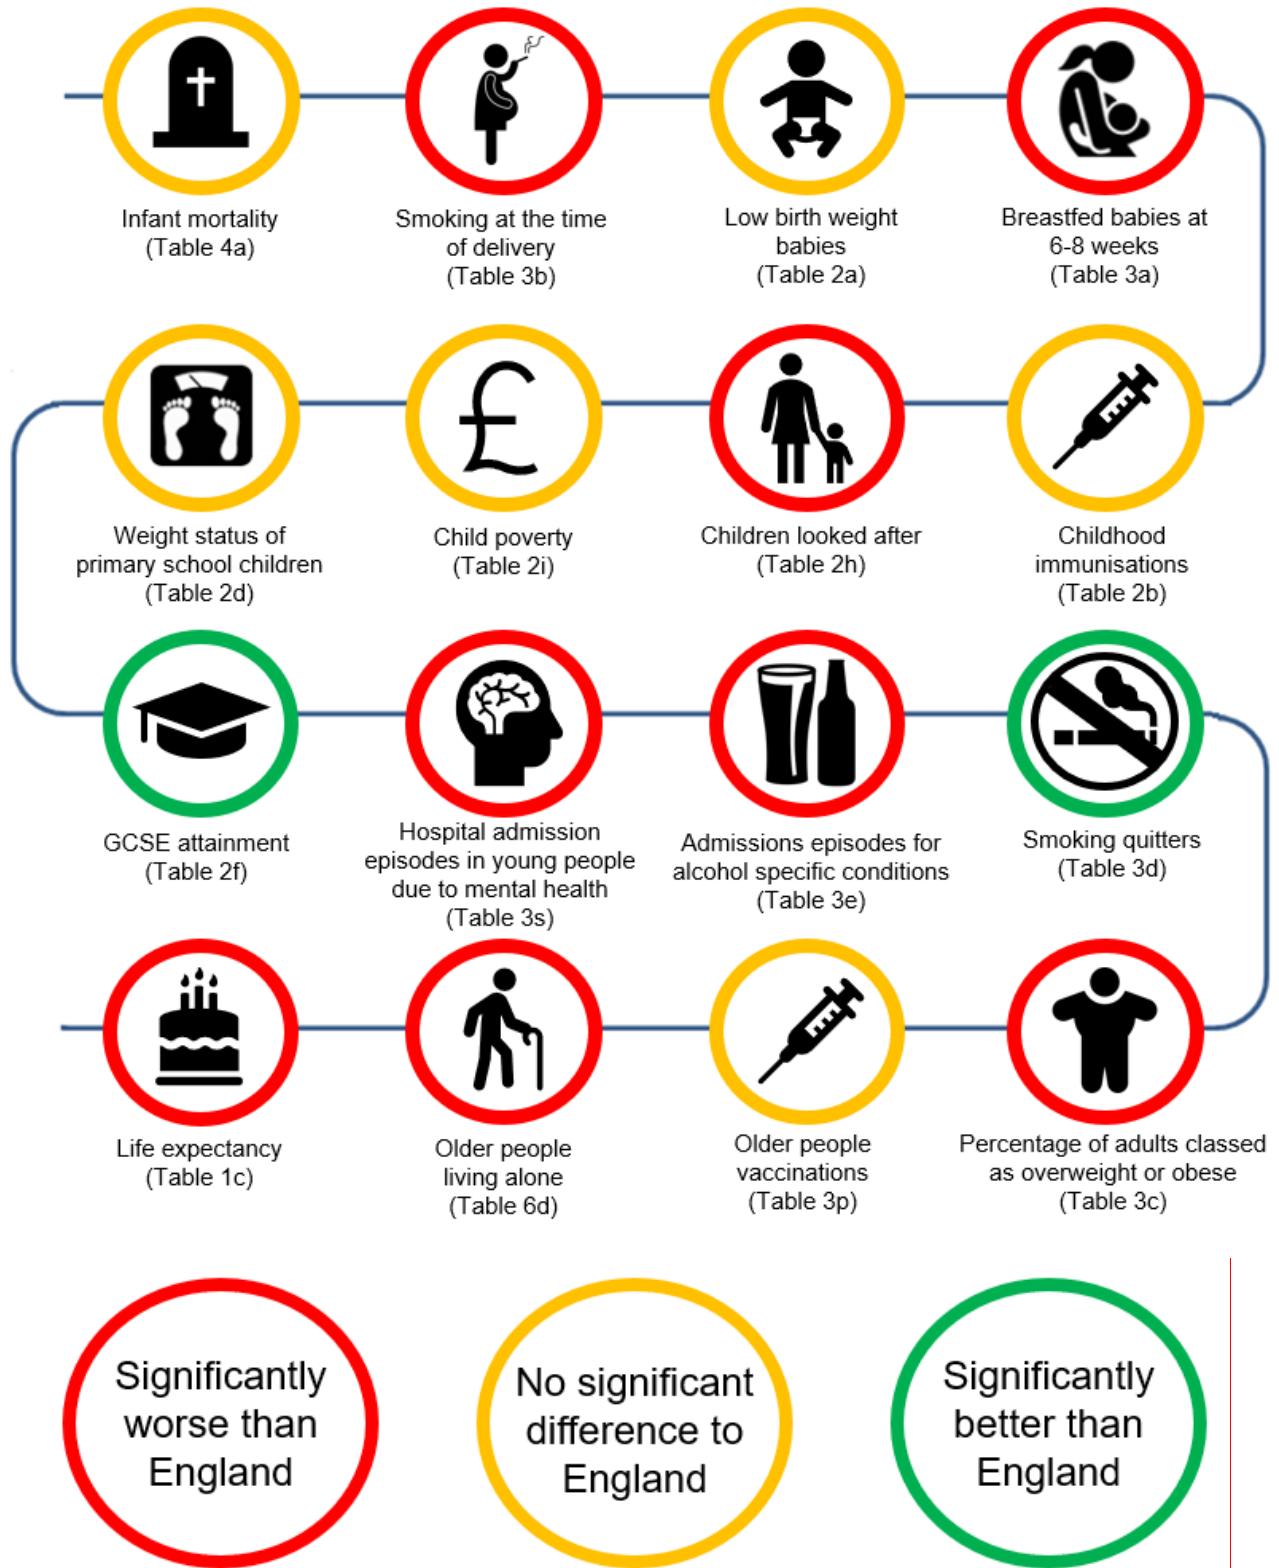 Infant mortality
(Table 4a)
Smoking at the time
of delivery
(Table 3b)
Low birth weight
babies
(Table 2a)
Breastfed babies at
6-8 weeks
(Table 3a)
Weight status of
primary school children
(Table 2d)
Child poverty
(Table 2i)
Children looked after
(Table 2h)
Childhood
immunisations
(Table 2b)
GCSE attainment
(Table 2f)
Hospital admission
episodes in young people
due to mental health
(Table 3s)
Admissions episodes for
alcohol specific conditions
(Table 3e)
Smoking quitters
(Table 3d)
Life expectancy
(Table 1c)
Older people
living alone
(Table 6d)
Older people
vaccinations
(Table 3p)
Percentage of adults classed
as overweight or obese
(Table 3c)
Significantly
worse than
England
No significant
difference to
England
Significantly
better than
England